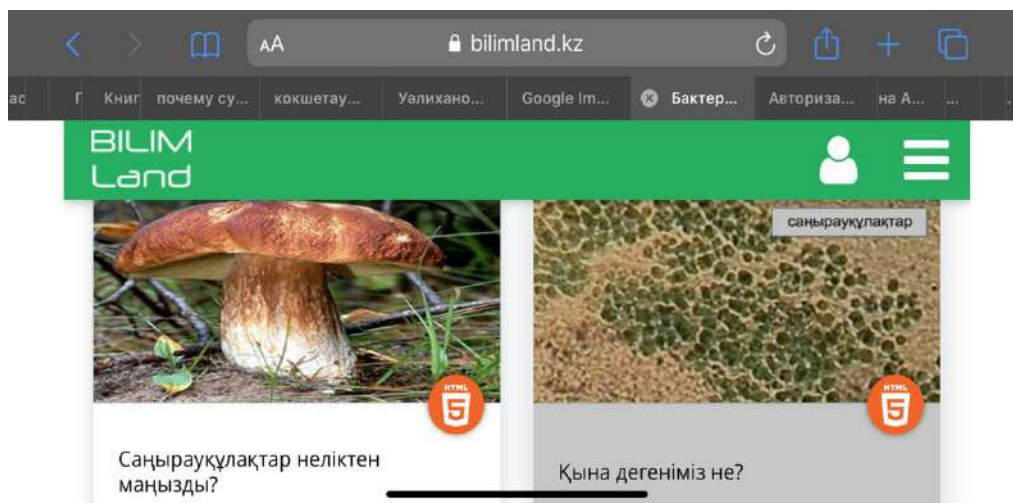 AA bilimland.kz
ас Г Книг почему су... кокшетау... Уәлихано... Google Im... Бактер... Авториза... на А... ...
BILIM
Land
саңырауқұлақтар
HTML
5
HTML
5
Саңырауқұлақтар неліктен
маңызды?
Қына дегеніміз не?